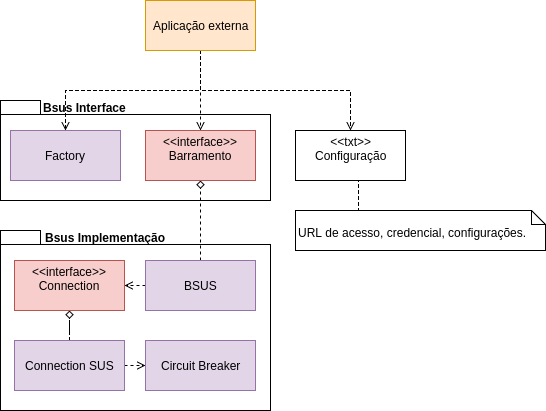 Aplicação externa
Bsus Interface
Factory
<<interface>>
Barramento
<<txt>>
Configuração
URL de acesso, credencial, configurações.
Bsus Implementação
<<interface>>
Connection
BSUS
Connection SUS
Circuit Breaker